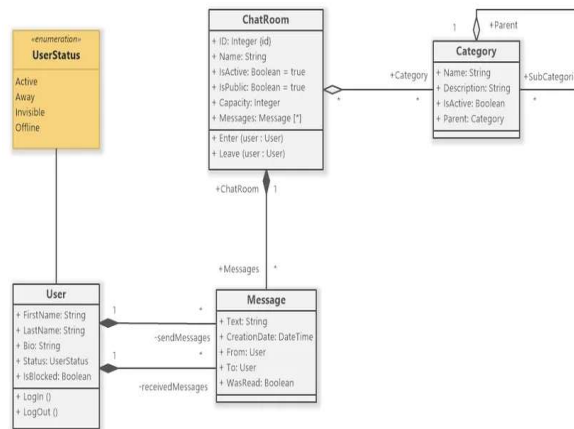 «enumeration»
UserStatus
Active
Away
Invisible
Offline
ChatRoom
+ ID: Integer (id)
+ Name: String
+ IsActive: Boolean = true
+ IsPublic: Boolean = true
+ Capacity: Integer
+ Messages: Message [*]
+ Enter (user : User)
+ Leave (user : User)
1
+Parent
+Category
*
*
Category
+ Name: String
+ Description: String
+ IsActive: Boolean
+ Parent: Category
+SubCategori
*
+ChatRoom
1
+Messages
*
User
+ FirstName: String
+ LastName: String
+ Bio: String
+ Status: UserStatus
+ IsBlocked: Boolean
+ LogIn ()
+ LogOut ()
1
*
-sendMessages
1
*
-receivedMessages
Message
+ Text: String
+ CreationDate: DateTime
+ From: User
+ To: User
+ WasRead: Boolean